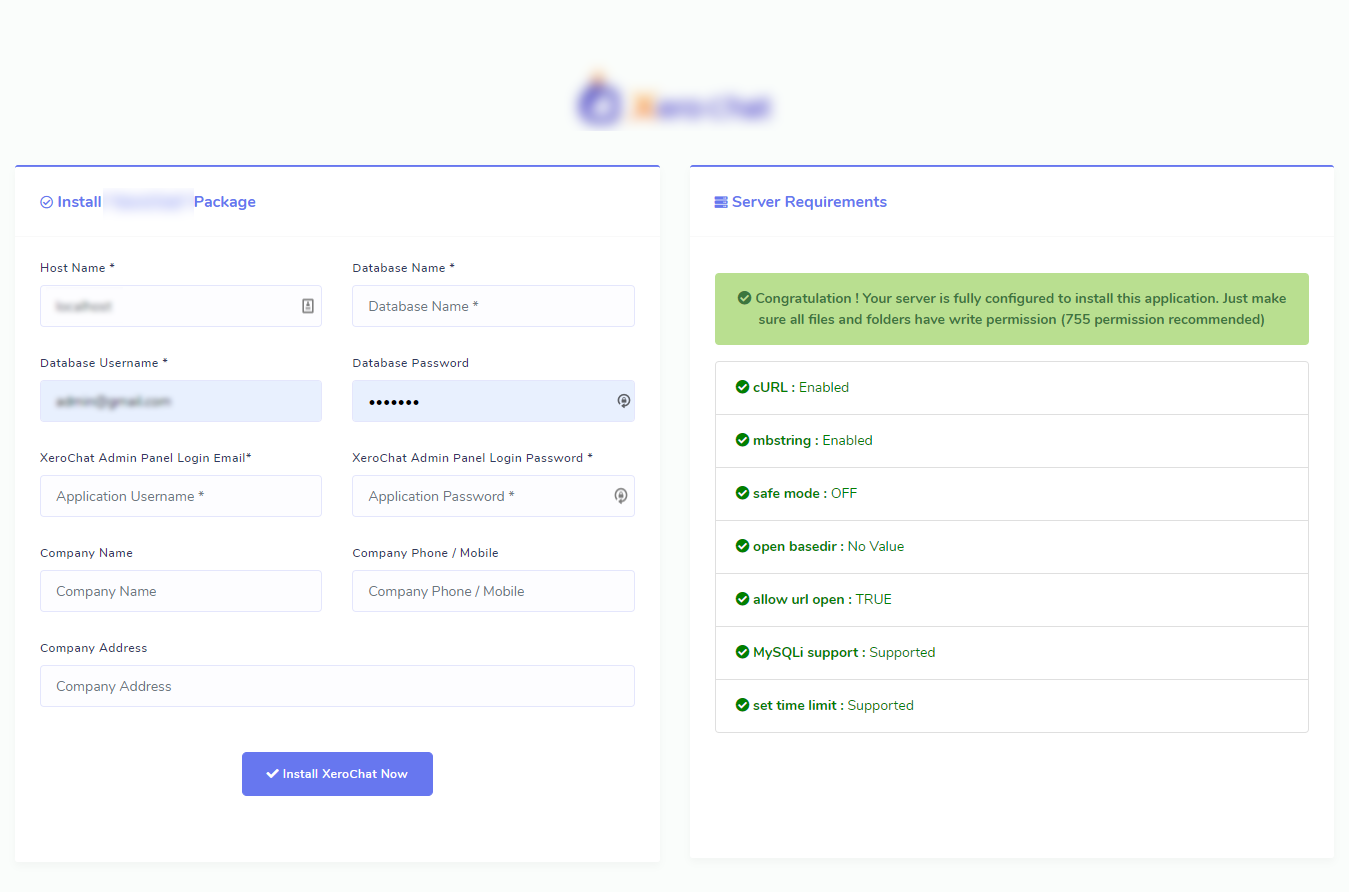 Install Package
Server Requirements
Host Name *
Database Name *
Database Name *
Database Username *
Database Password
•••••••
XeroChat Admin Panel Login Email*
XeroChat Admin Panel Login Password *
Application Username *
Application Password *
Company Name
Company Phone / Mobile
Company Name
Company Phone / Mobile
Company Address
Company Address
Install XeroChat Now
Congratulation ! Your server is fully configured to install this application. Just make
sure all files and folders have write permission (755 permission recommended)
cURL : Enabled
mbstring : Enabled
safe mode : OFF
open basedir : No Value
allow url open : TRUE
MySQLi support : Supported
set time limit : Supported